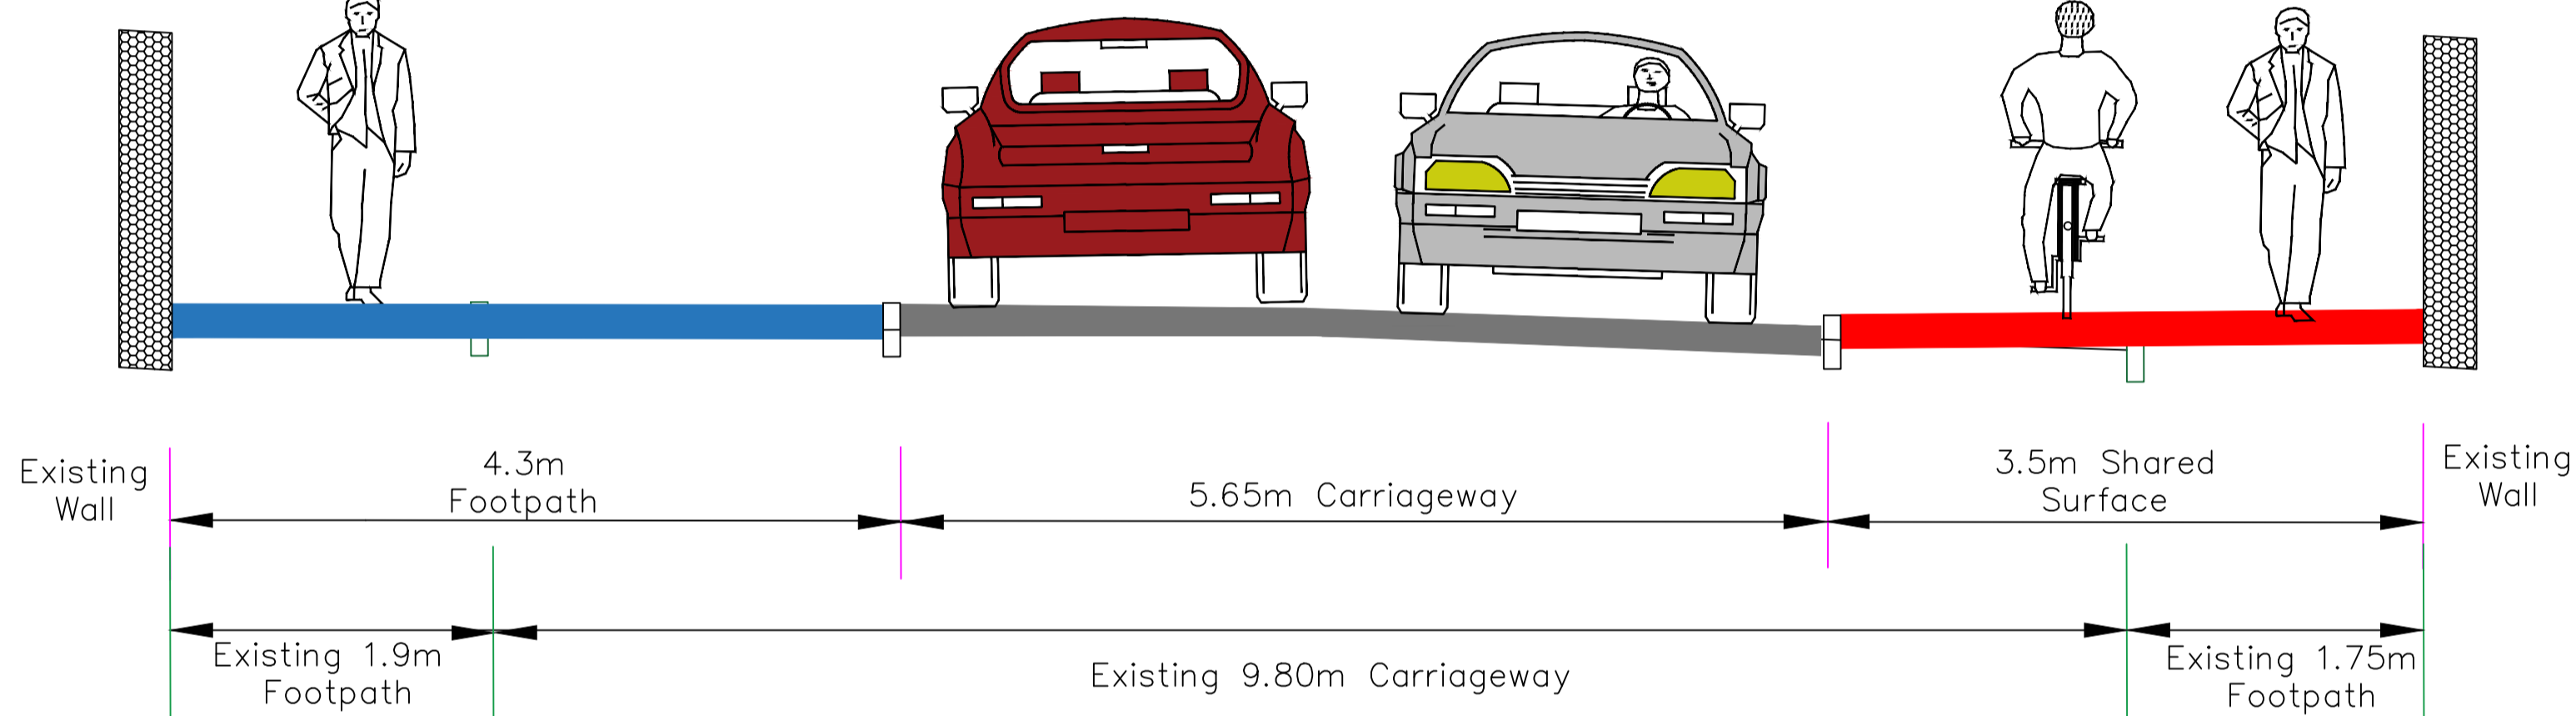 Existing
Wall
4.3m
Footpath
5.65m Carriageway
3.5m Shared
Surface
Existing
Wall
Existing 1.9m
Footpath
Existing 9.80m Carriageway
Existing 1.75m
Footpath